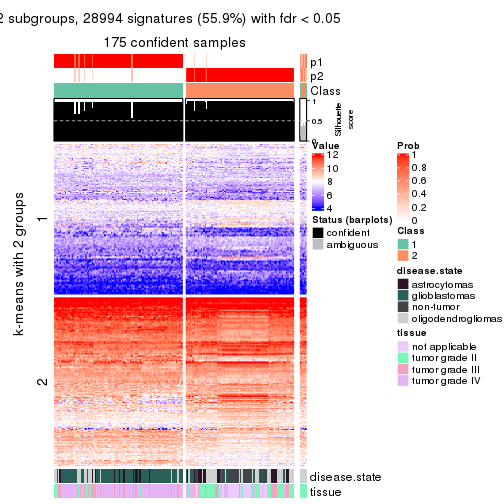 2 subgroups, 28994 signatures (55.9%) with fdr < 0.05
175 confident samples
p1
p2
Class
1
0.5
0
Silhouette
score
k-means with 2 groups
1
2
Value
12
10
8
6
4
Status (barplots)
confident
ambiguous
Prob
1
0.8
0.6
0.4
0.2
0
Class
1
2
disease.state
astrocytomas
glioblastomas
non-tumor
oligodendrogliomas
tissue
not applicable
tumor grade II
tumor grade III
tumor grade IV
disease.state
tissue